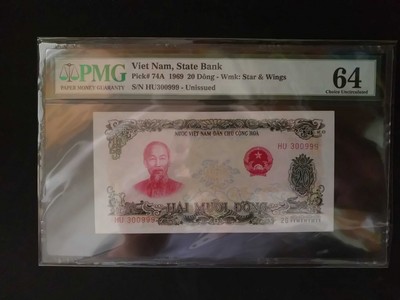 PMG
PAPER MONEY GUARANTY
Viet Nam, State Bank
Pick# 74A 1969 20 Dông - Wmk: Star & Wings
S/N HU300999 - Unissued
64
Choice Uncirculated
NƯỚC VIỆT NAM DÂN CHỦ CỘNG HÒA
HU 300999
HU 300999
HAI MƯƠI ĐỒNG